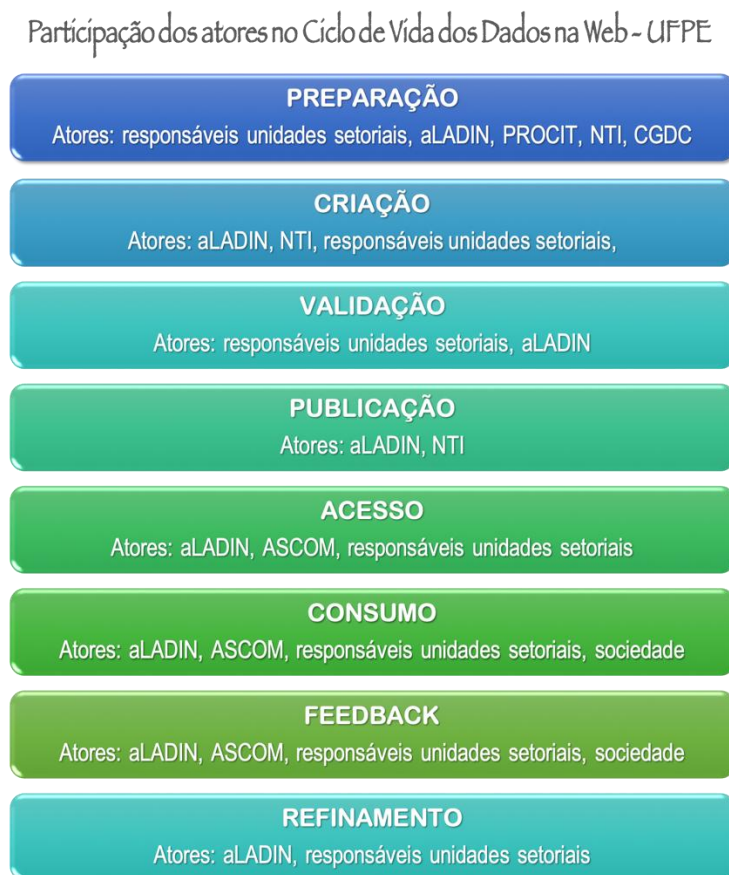 Participação dos atores no Ciclo de Vida dos Dados na Web - UFPE
PREPARAÇÃO
Atores: responsáveis unidades setoriais, aLADIN, PROCIT, NTI, CGDC
CRIAÇÃO
Atores: aLADIN, NTI, responsáveis unidades setoriais,
VALIDAÇÃO
Atores: responsáveis unidades setoriais, aLADIN
PUBLICAÇÃO
Atores: aLADIN, NTI
ACESSO
Atores: aLADIN, ASCOM, responsáveis unidades setoriais
CONSUMO
Atores: aLADIN, ASCOM, responsáveis unidades setoriais, sociedade
FEEDBACK
Atores: aLADIN, ASCOM, responsáveis unidades setoriais, sociedade
REFINAMENTO
Atores: aLADIN, responsáveis unidades setoriais